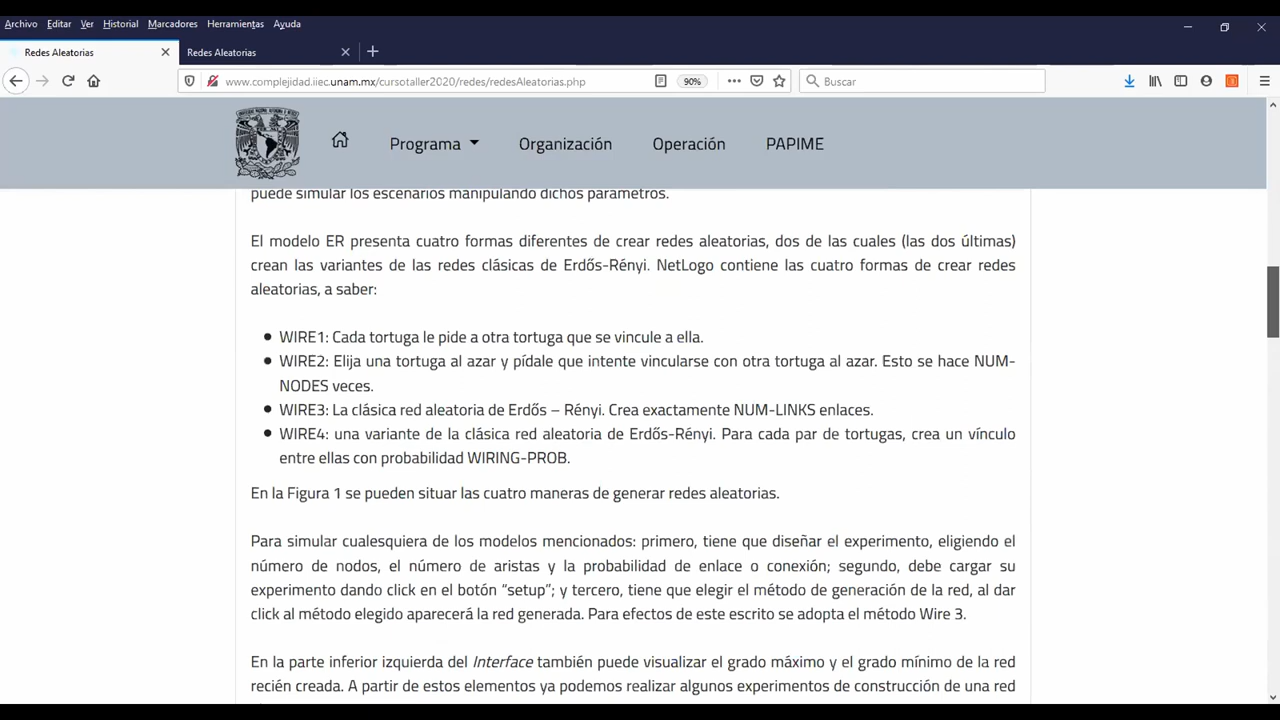 Archivo Editar Ver Historial Marcadores Herramientas Ayuda
Redes Aleatorias
Redes Aleatorias
www.complejidad.iiec.unam.mx/cursotaller2020/redes/redesAleatorias.php
90%
Buscar
Programa Organización Operación PAPIME
puede simular los escenarios manipulando dichos parámetros.
El modelo ER presenta cuatro formas diferentes de crear redes aleatorias, dos de las cuales (las dos últimas)
crean las variantes de las redes clásicas de Erdős-Rényi. NetLogo contiene las cuatro formas de crear redes
aleatorias, a saber:
• WIRE1: Cada tortuga le pide a otra tortuga que se vincule a ella.
• WIRE2: Elija una tortuga al azar y pídale que intente vincularse con otra tortuga al azar. Esto se hace NUM-
NODES veces.
• WIRE3: La clásica red aleatoria de Erdős – Rényi. Crea exactamente NUM-LINKS enlaces.
• WIRE4: una variante de la clásica red aleatoria de Erdős-Rényi. Para cada par de tortugas, crea un vínculo
entre ellas con probabilidad WIRING-PROB.
En la Figura 1 se pueden situar las cuatro maneras de generar redes aleatorias.
Para simular cualesquiera de los modelos mencionados: primero, tiene que diseñar el experimento, eligiendo el
número de nodos, el número de aristas y la probabilidad de enlace o conexión; segundo, debe cargar su
experimento dando click en el botón “setup”; y tercero, tiene que elegir el método de generación de la red, al dar
click al método elegido aparecerá la red generada. Para efectos de este escrito se adopta el método Wire 3.
En la parte inferior izquierda del Interface también puede visualizar el grado máximo y el grado mínimo de la red
recién creada. A partir de estos elementos ya podemos realizar algunos experimentos de construcción de una red